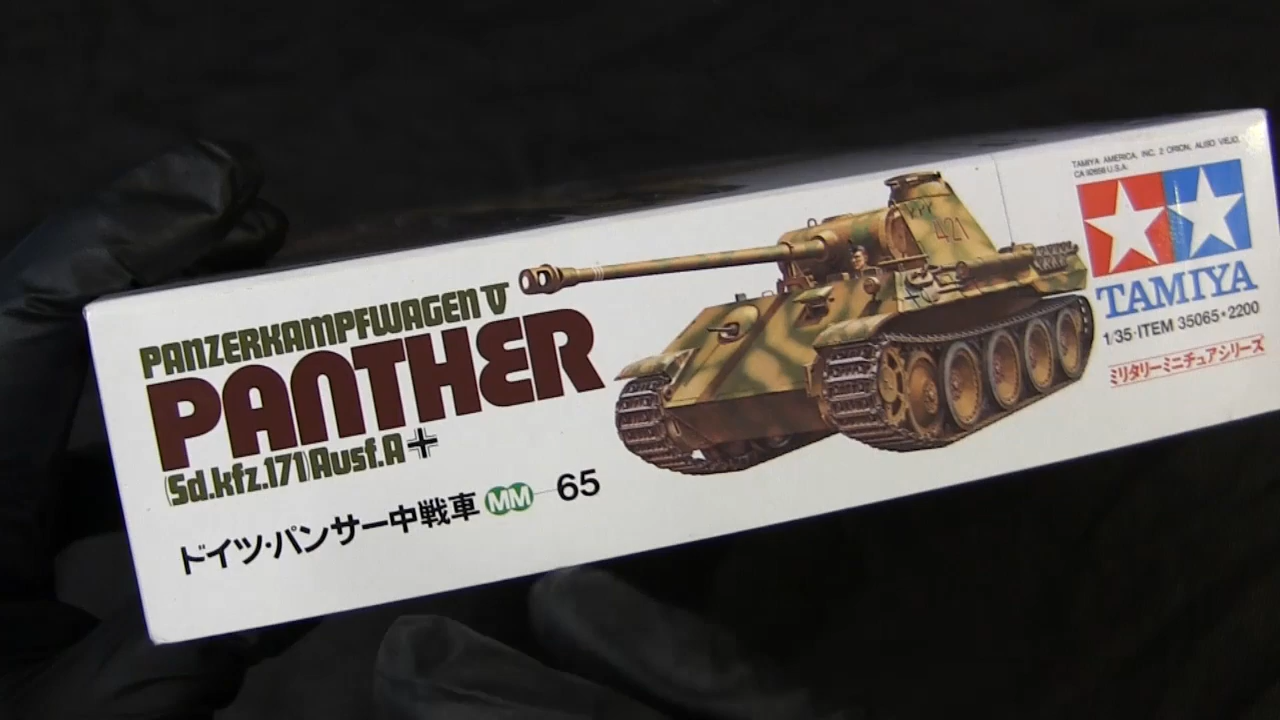 PANZERKAMPFWAGEN V
PANTHER
(Sd.kfz.171) Ausf.A
ドイツ・パンサー中戦車 MM 65
421
TAMIYA AMERICA, INC. 2 ORION, ALISO VIEJO,
CA 92656 U.S.A.
TAMIYA
1/35・ITEM 35065・2200
ミリタリーミニチュアシリーズ